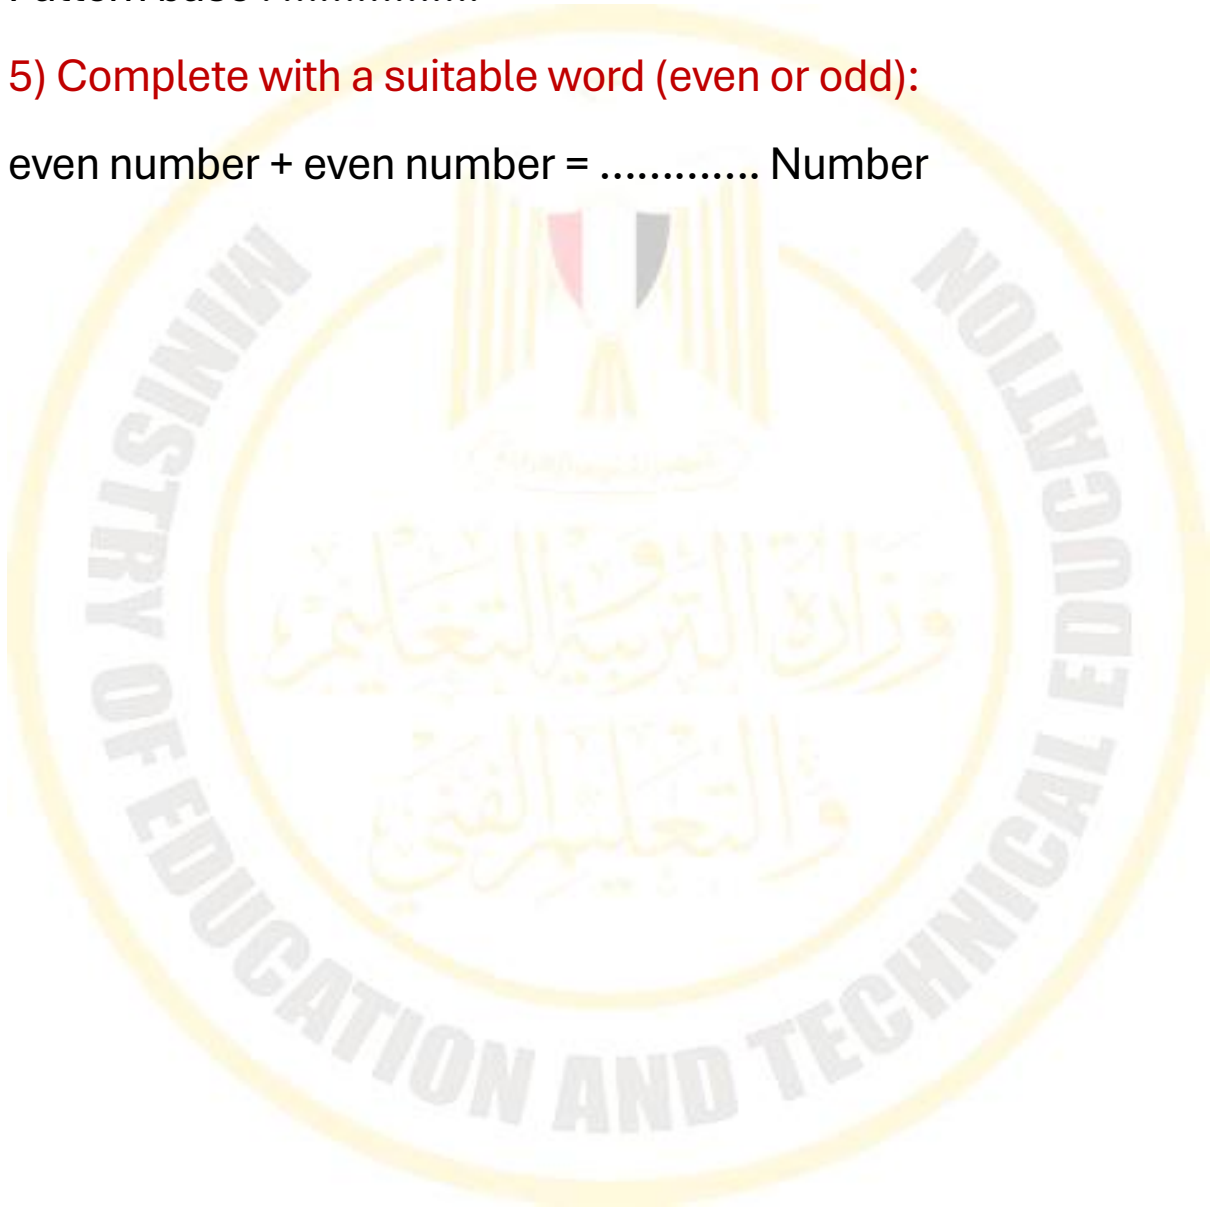 5) Complete with a suitable word (even or odd):
even number + even number = ............. Number
MINISTRY OF EDUCATION AND TECHNICAL EDUCATION
وزارة التربية والتعليم
والتعليم الفني